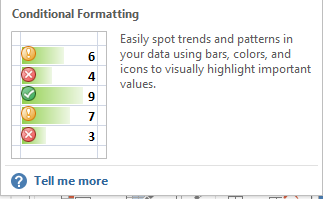 Conditional Formatting
Easily spot trends and patterns in
your data using bars, colors, and
icons to visually highlight important
values.
6
4
9
7
3
Tell me more